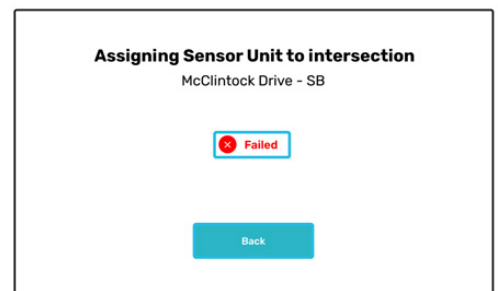 Assigning Sensor Unit to intersection
McClintock Drive - SB
Failed
Back